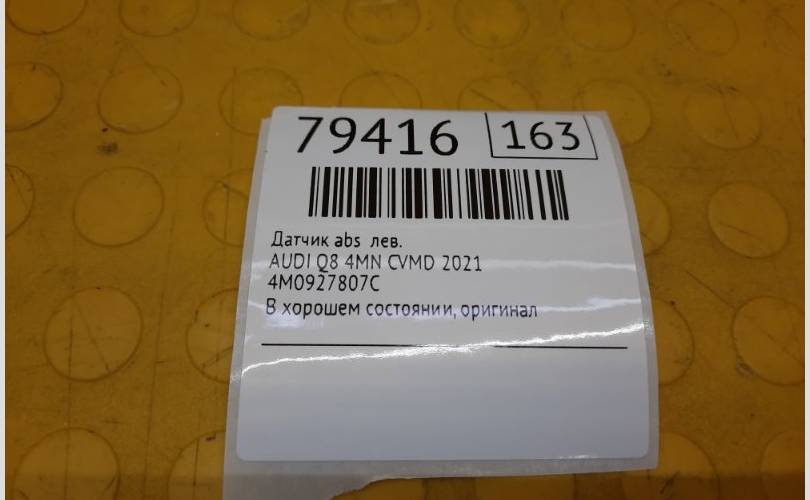 79416 163
Датчик abs лев.
AUDI Q8 4MN CVMD 2021
4M0927807C
В хорошем состоянии, оригинал